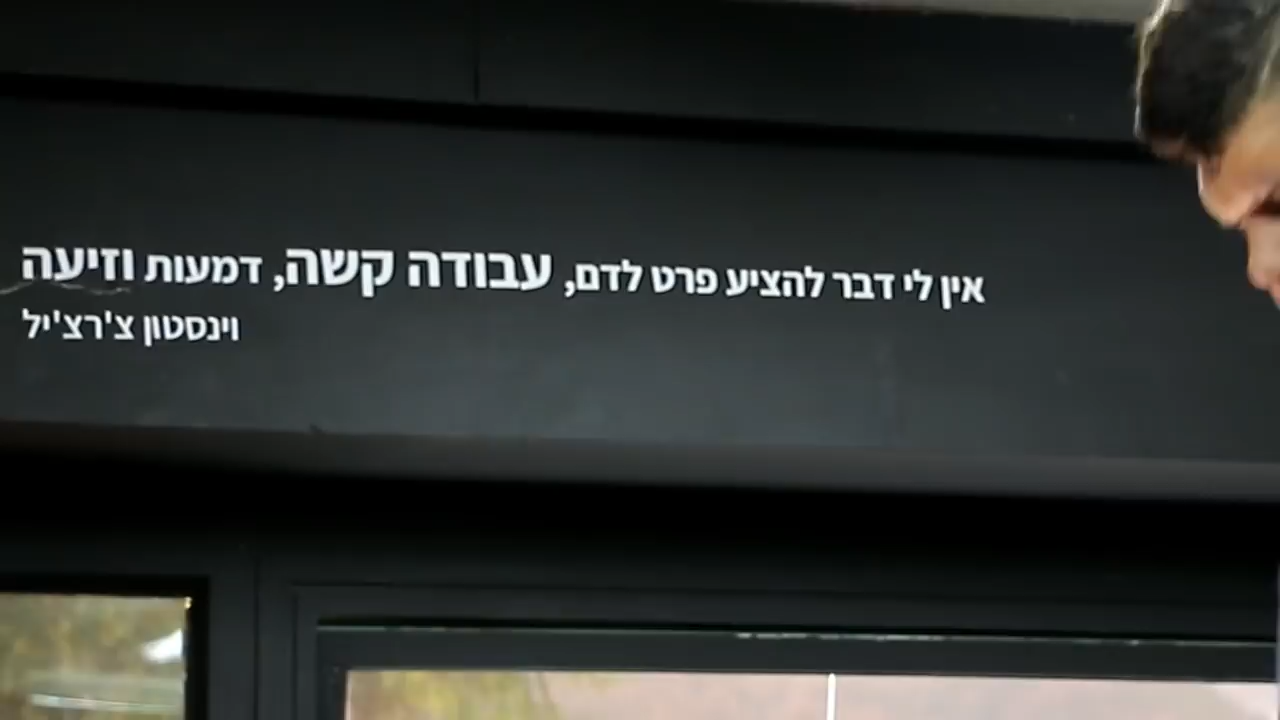 אין לי דבר להציע פרט לדם, עבודה קשה, דמעות וזיעה
וינסטון צ'רצ'יל